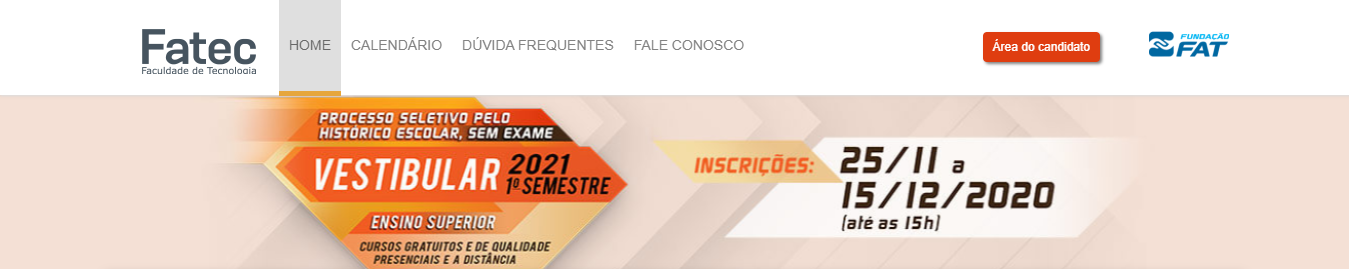 Fatec
Faculdade de Tecnologia
HOME CALENDÁRIO DÚVIDA FREQUENTES FALE CONOSCO
Área do candidato
FUNDAÇÃO
FAT
PROCESSO SELETIVO PELO
HISTÓRICO ESCOLAR, SEM EXAME
VESTIBULAR 2021
1º SEMESTRE
ENSINO SUPERIOR
CURSOS GRATUITOS E DE QUALIDADE
PRESENCIAIS E A DISTÂNCIA
INSCRIÇÕES: 25/11 a
15/12/2020
(até as 15h)